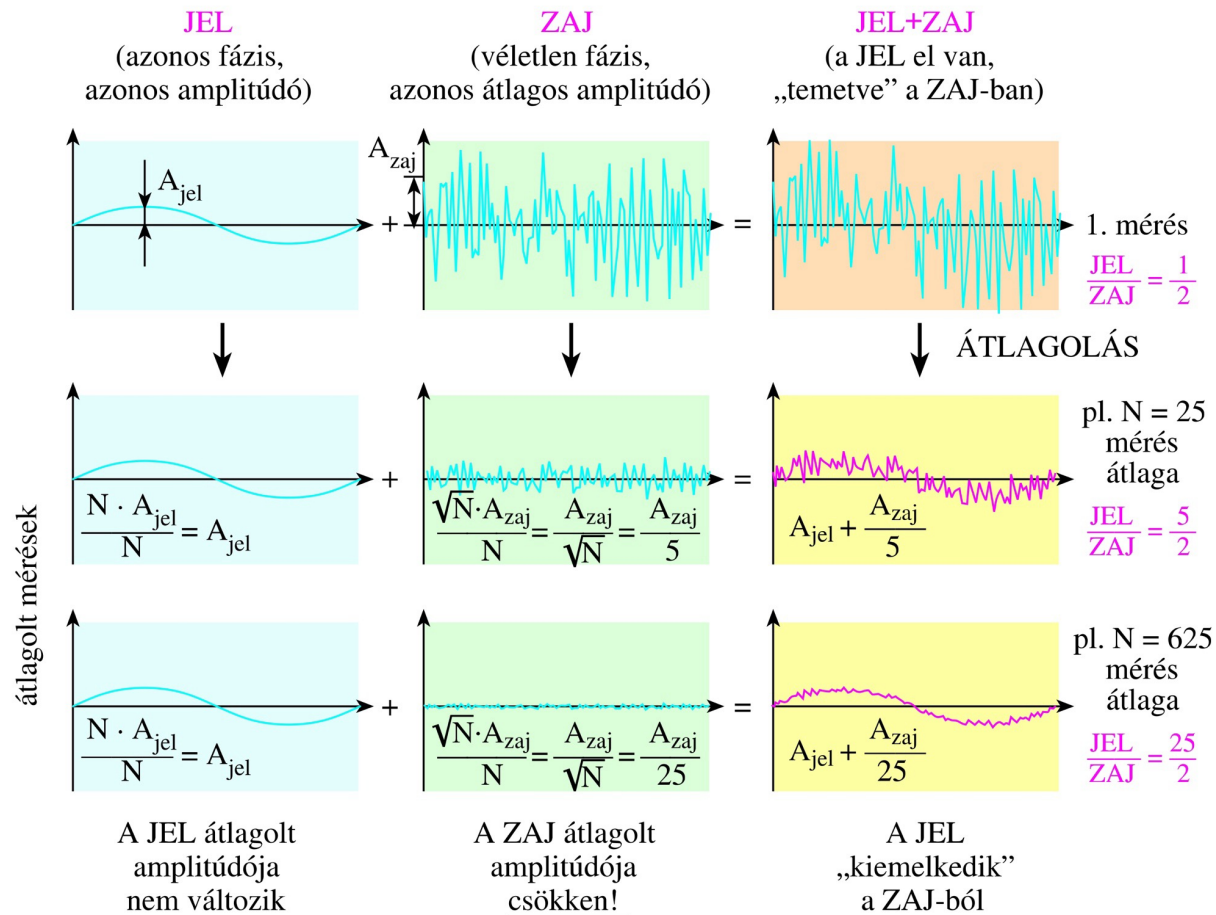 JEL
(azonos fázis,
azonos amplitúdó)
ZAJ
(véletlen fázis,
azonos átlagos amplitúdó)
JEL+ZAJ
(a JEL el van,
„temetve” a ZAJ-ban)
A_jel
+
A_zaj
=
1. mérés
JEL/ZAJ = 1/2
ÁTLAGOLÁS
átlagolt mérések
N · A_jel/N = A_jel
+
√N·A_zaj/N = A_zaj/√N = A_zaj/5
=
A_jel + A_zaj/5
pl. N = 25
mérés
átlaga
JEL/ZAJ = 5/2
N · A_jel/N = A_jel
+
√N·A_zaj/N = A_zaj/√N = A_zaj/25
=
A_jel + A_zaj/25
pl. N = 625
mérés
átlaga
JEL/ZAJ = 25/2
A JEL átlagolt
amplitúdója
nem változik
A ZAJ átlagolt
amplitúdója
csökken!
A JEL
„kiemelkedik”
a ZAJ-ból